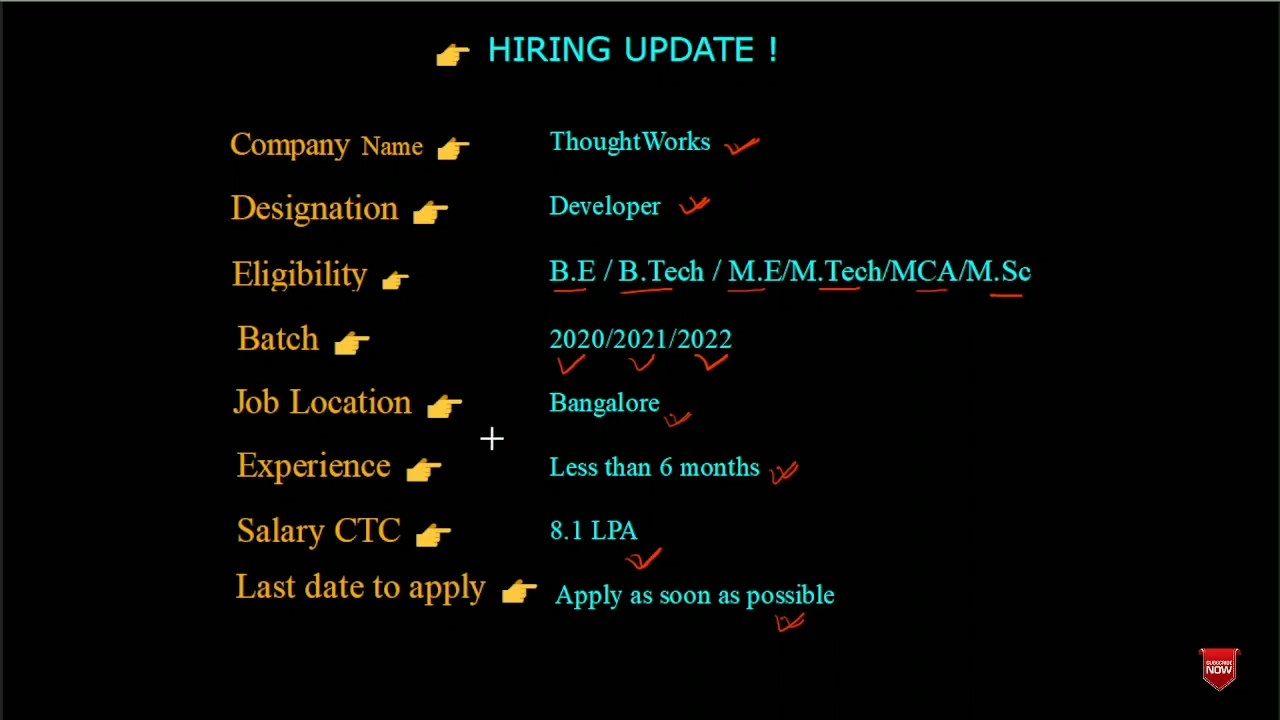 👉 HIRING UPDATE !
Company Name 👉 ThoughtWorks
Designation 👉 Developer
Eligibility 👉 B.E / B.Tech / M.E/M.Tech/MCA/M.Sc
Batch 👉 2020/2021/2022
Job Location 👉 Bangalore
Experience 👉 Less than 6 months
Salary CTC 👉 8.1 LPA
Last date to apply 👉 Apply as soon as possible
SUBSCRIBE
NOW